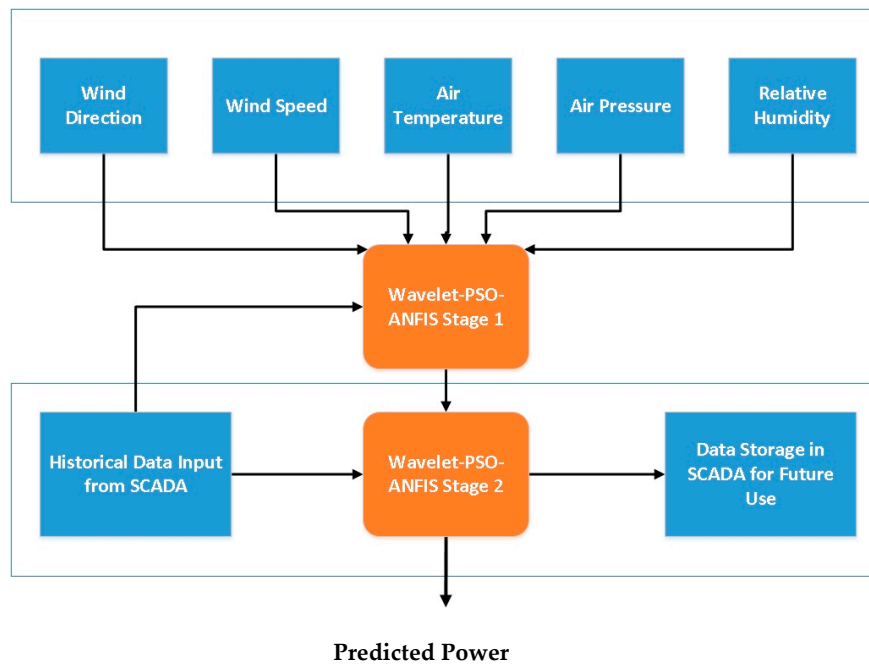 Wind
Direction
Wind Speed
Air
Temperature
Air Pressure
Relative
Humidity
Wavelet-PSO-
ANFIS Stage 1
Historical Data Input
from SCADA
Wavelet-PSO-
ANFIS Stage 2
Data Storage in
SCADA for Future
Use
Predicted Power